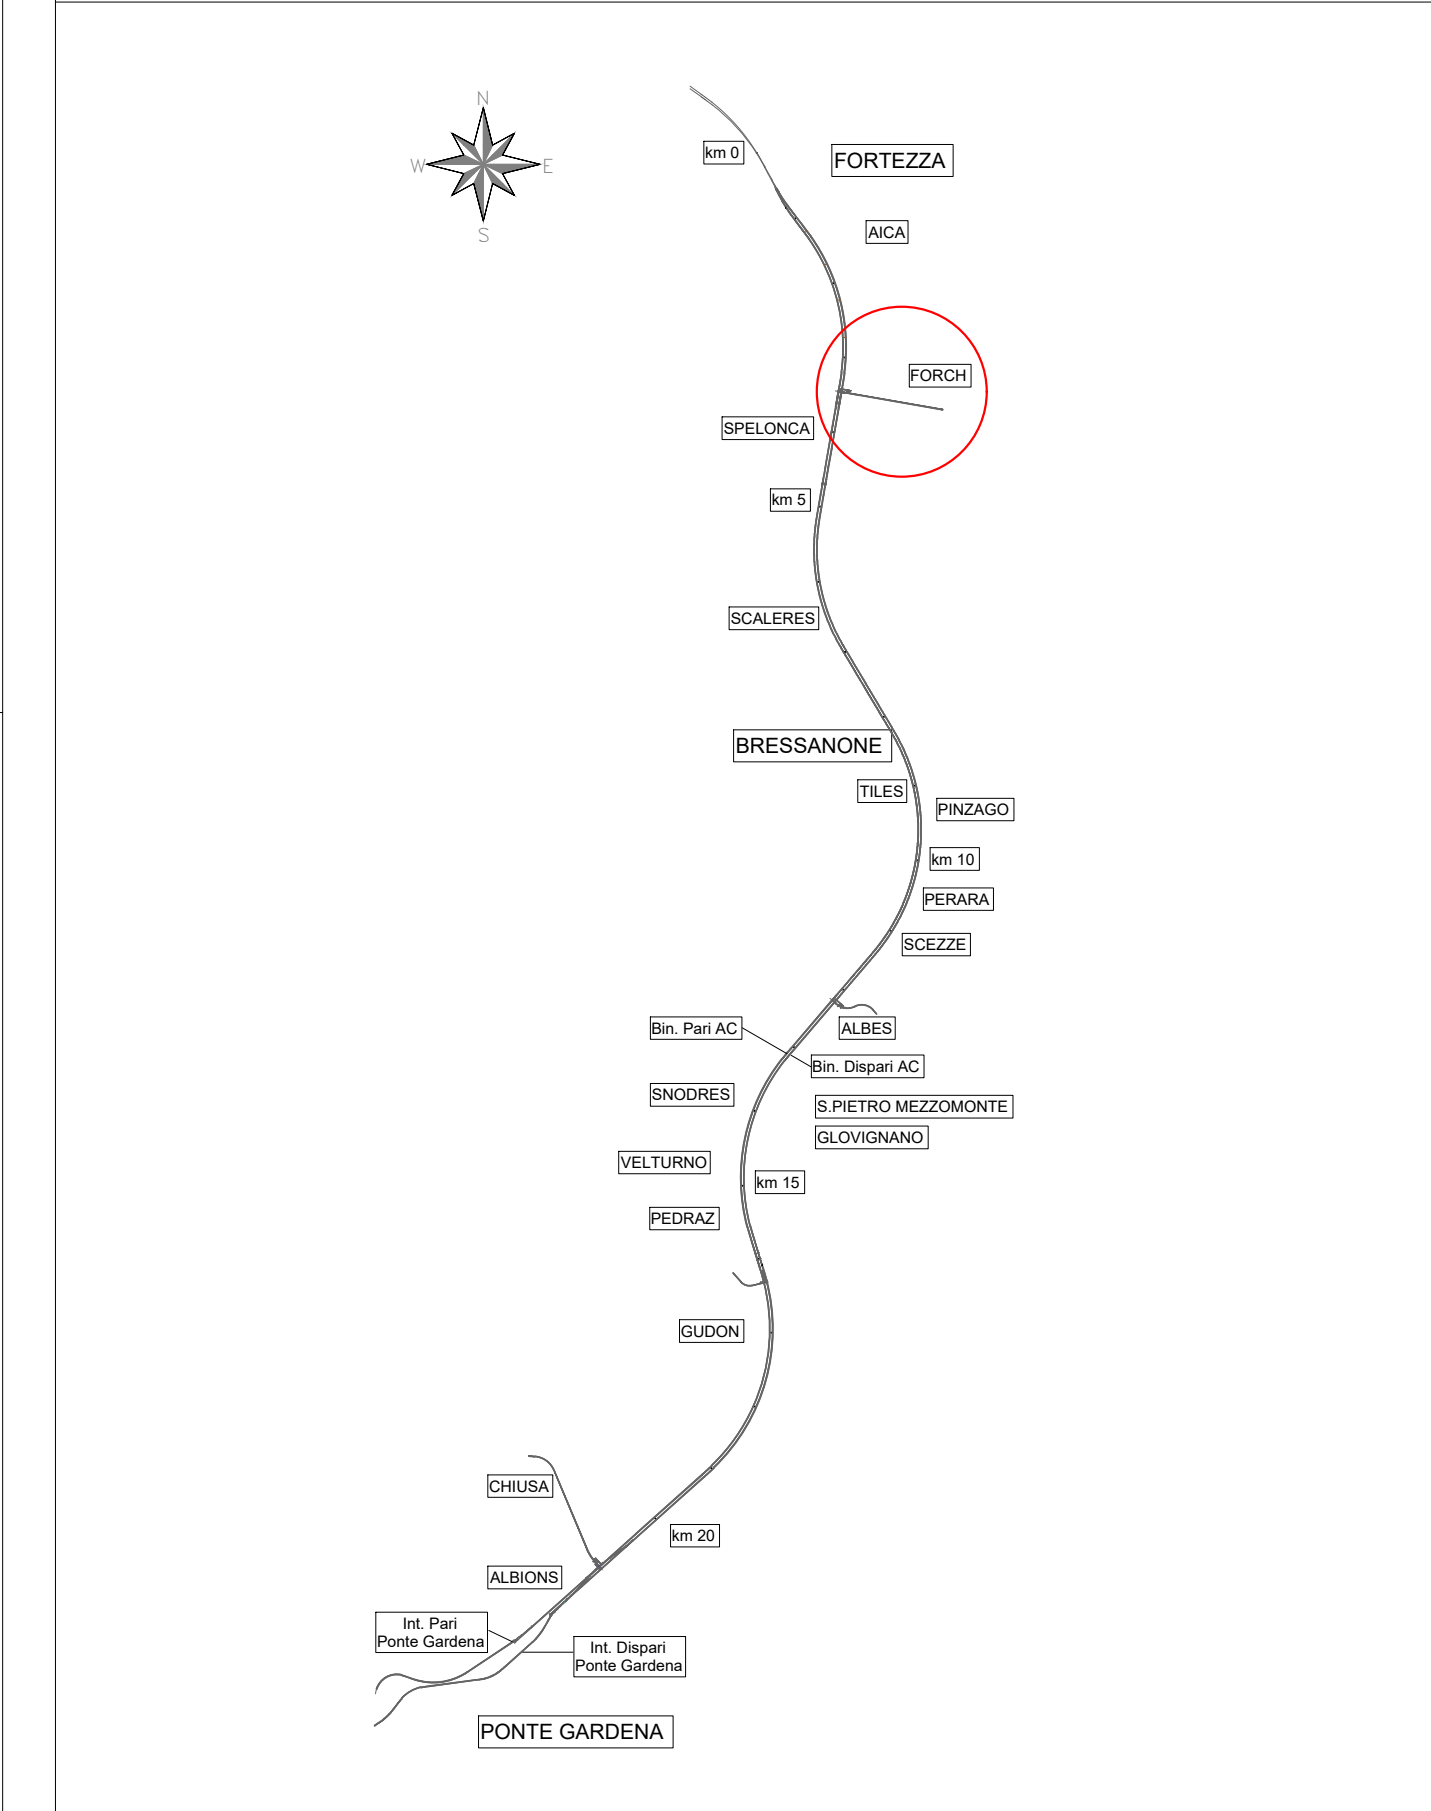 N
W
E
S
km 0
FORTEZZA
AICA
FORCH
SPELONCA
km 5
SCALERES
BRESSANONE
TILES
PINZAGO
km 10
PERARA
SCEZZE
Bin. Pari AC
ALBES
Bin. Dispari AC
SNODRES
S.PIETRO MEZZOMONTE
GLOVIGNANO
VELTURNO
km 15
PEDRAZ
GUDON
CHIUSA
km 20
ALBIONS
Int. Pari
Ponte Gardena
Int. Dispari
Ponte Gardena
PONTE GARDENA